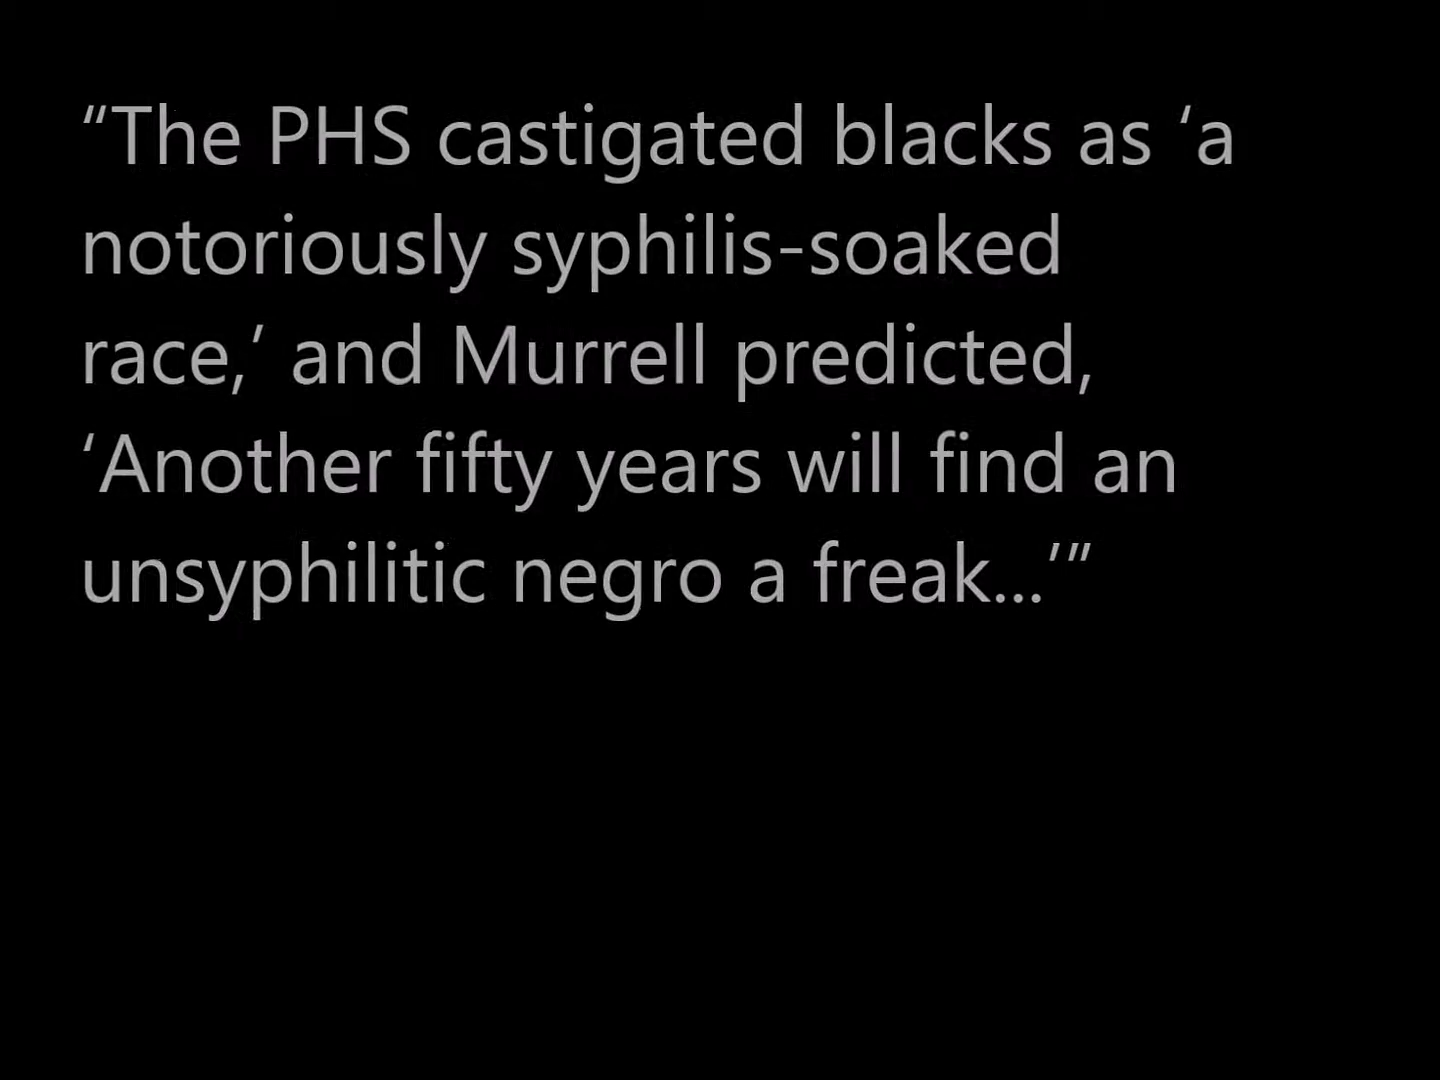 “The PHS castigated blacks as ‘a
notoriously syphilis-soaked
race,’ and Murrell predicted,
‘Another fifty years will find an
unsyphilitic negro a freak...’”